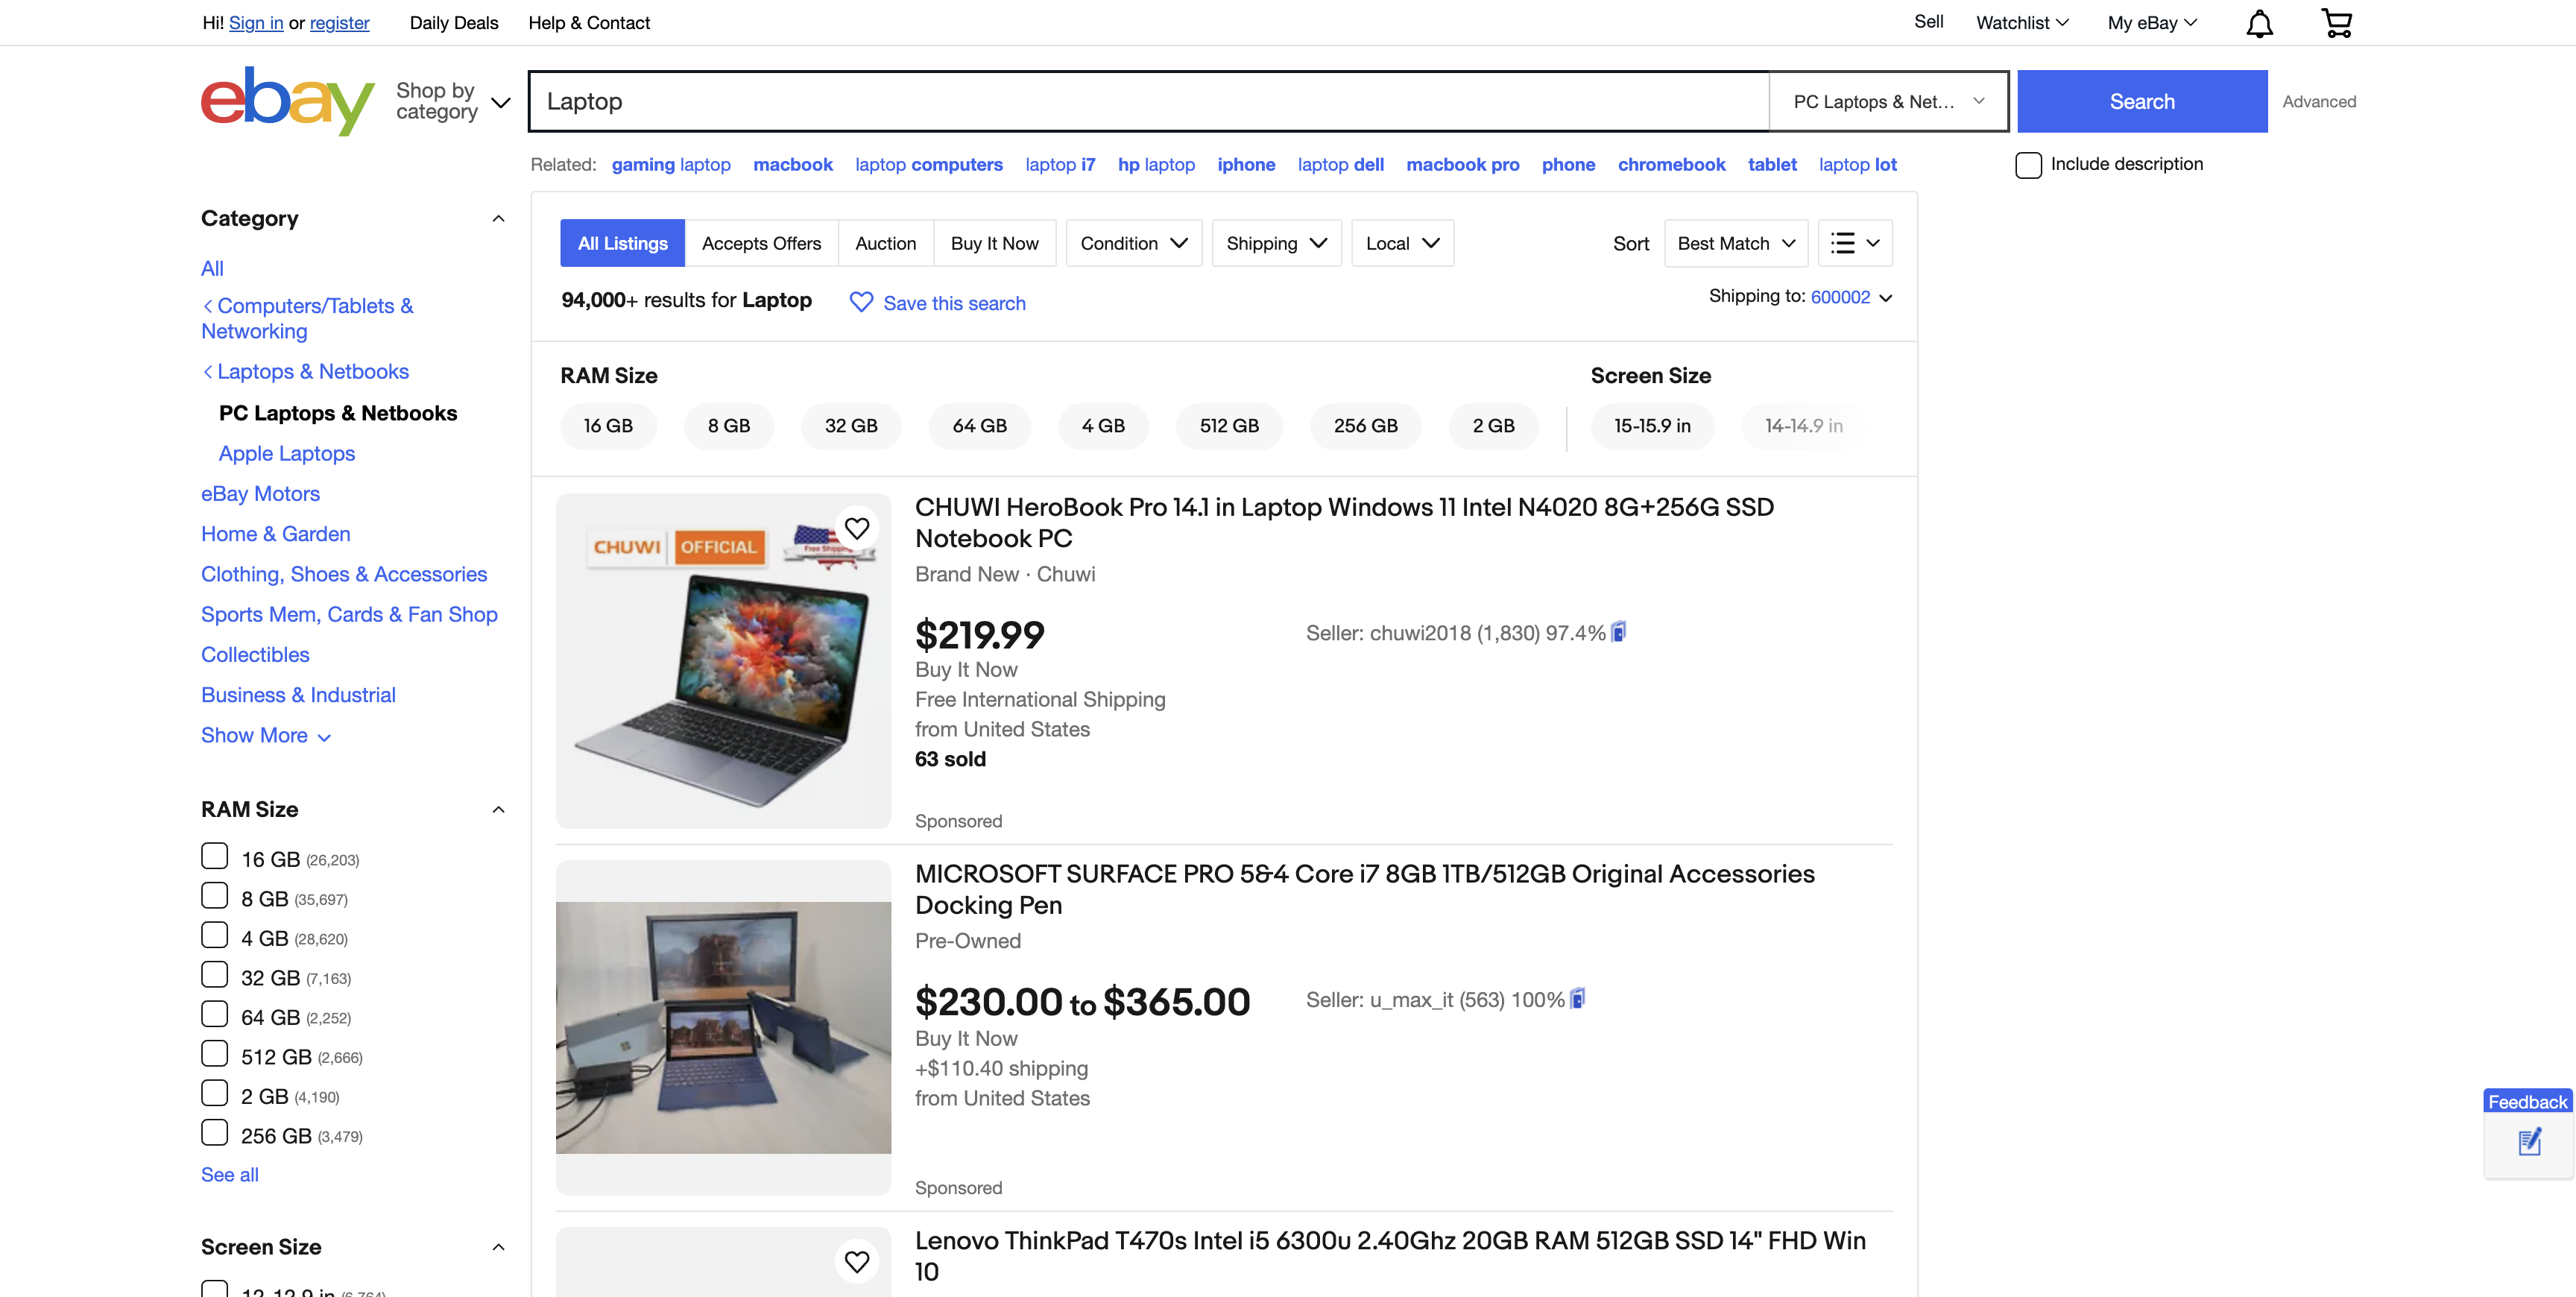 Hi! Sign in or register
Daily Deals
Help & Contact
Sell
Watchlist
My eBay
ebay
Shop by
category
Laptop
PC Laptops & Net...
Search
Advanced
Related: gaming laptop macbook laptop computers laptop i7 hp laptop iphone laptop dell macbook pro phone chromebook tablet laptop lot
Include description
Category
All
Computers/Tablets &
Networking
Laptops & Netbooks
PC Laptops & Netbooks
Apple Laptops
eBay Motors
Home & Garden
Clothing, Shoes & Accessories
Sports Mem, Cards & Fan Shop
Collectibles
Business & Industrial
Show More
RAM Size
16 GB (26,203)
8 GB (35,697)
4 GB (28,620)
32 GB (7,163)
64 GB (2,252)
512 GB (2,666)
2 GB (4,190)
256 GB (3,479)
See all
Screen Size
12-12.9 in (6,764)
All Listings
Accepts Offers
Auction
Buy It Now
Condition
Shipping
Local
Sort
Best Match
94,000+ results for Laptop
Save this search
Shipping to: 600002
RAM Size
16 GB
8 GB
32 GB
64 GB
4 GB
512 GB
256 GB
2 GB
Screen Size
15-15.9 in
14-14.9 in
CHUWI OFFICIAL
Free Shipping
CHUWI HeroBook Pro 14.1 in Laptop Windows 11 Intel N4020 8G+256G SSD
Notebook PC
Brand New · Chuwi
$219.99
Seller: chuwi2018 (1,830) 97.4%
Buy It Now
Free International Shipping
from United States
63 sold
Sponsored
MICROSOFT SURFACE PRO 5&4 Core i7 8GB 1TB/512GB Original Accessories
Docking Pen
Pre-Owned
$230.00 to $365.00
Seller: u_max_it (563) 100%
Buy It Now
+$110.40 shipping
from United States
Sponsored
Lenovo ThinkPad T470s Intel i5 6300u 2.40Ghz 20GB RAM 512GB SSD 14" FHD Win
10
Feedback